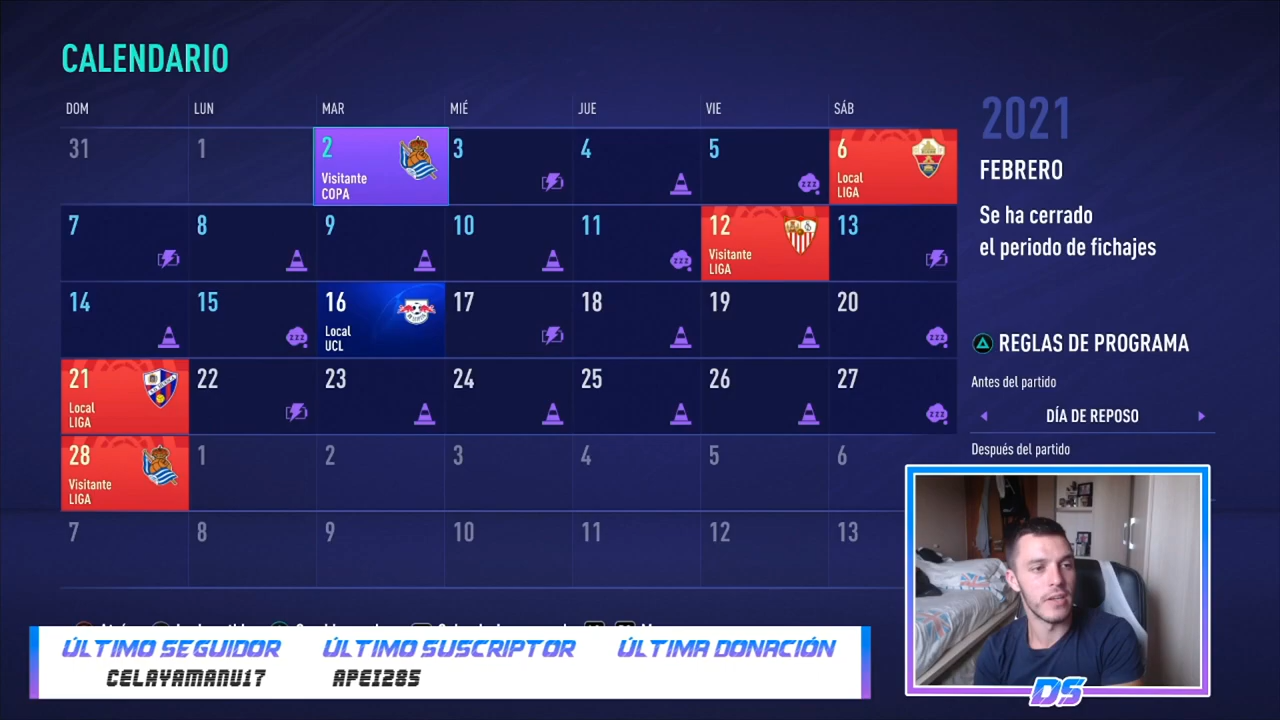 CALENDARIO
DOM LUN MAR MIÉ JUE VIE SÁB
31 1 2 3 4 5 6
Visitante
COPA
Local
LIGA
7 8 9 10 11 12 13
Visitante
LIGA
14 15 16 17 18 19 20
Local
UCL
21 22 23 24 25 26 27
Local
LIGA
28 1 2 3 4 5 6
Visitante
LIGA
7 8 9 10 11 12 13
2021
FEBRERO
Se ha cerrado
el periodo de fichajes
REGLAS DE PROGRAMA
Antes del partido
DÍA DE REPOSO
Después del partido
ÚLTIMO SEGUIDOR ÚLTIMO SUSCRIPTOR ÚLTIMA DONACIÓN
CELAYAMANU17 APEI285
DS